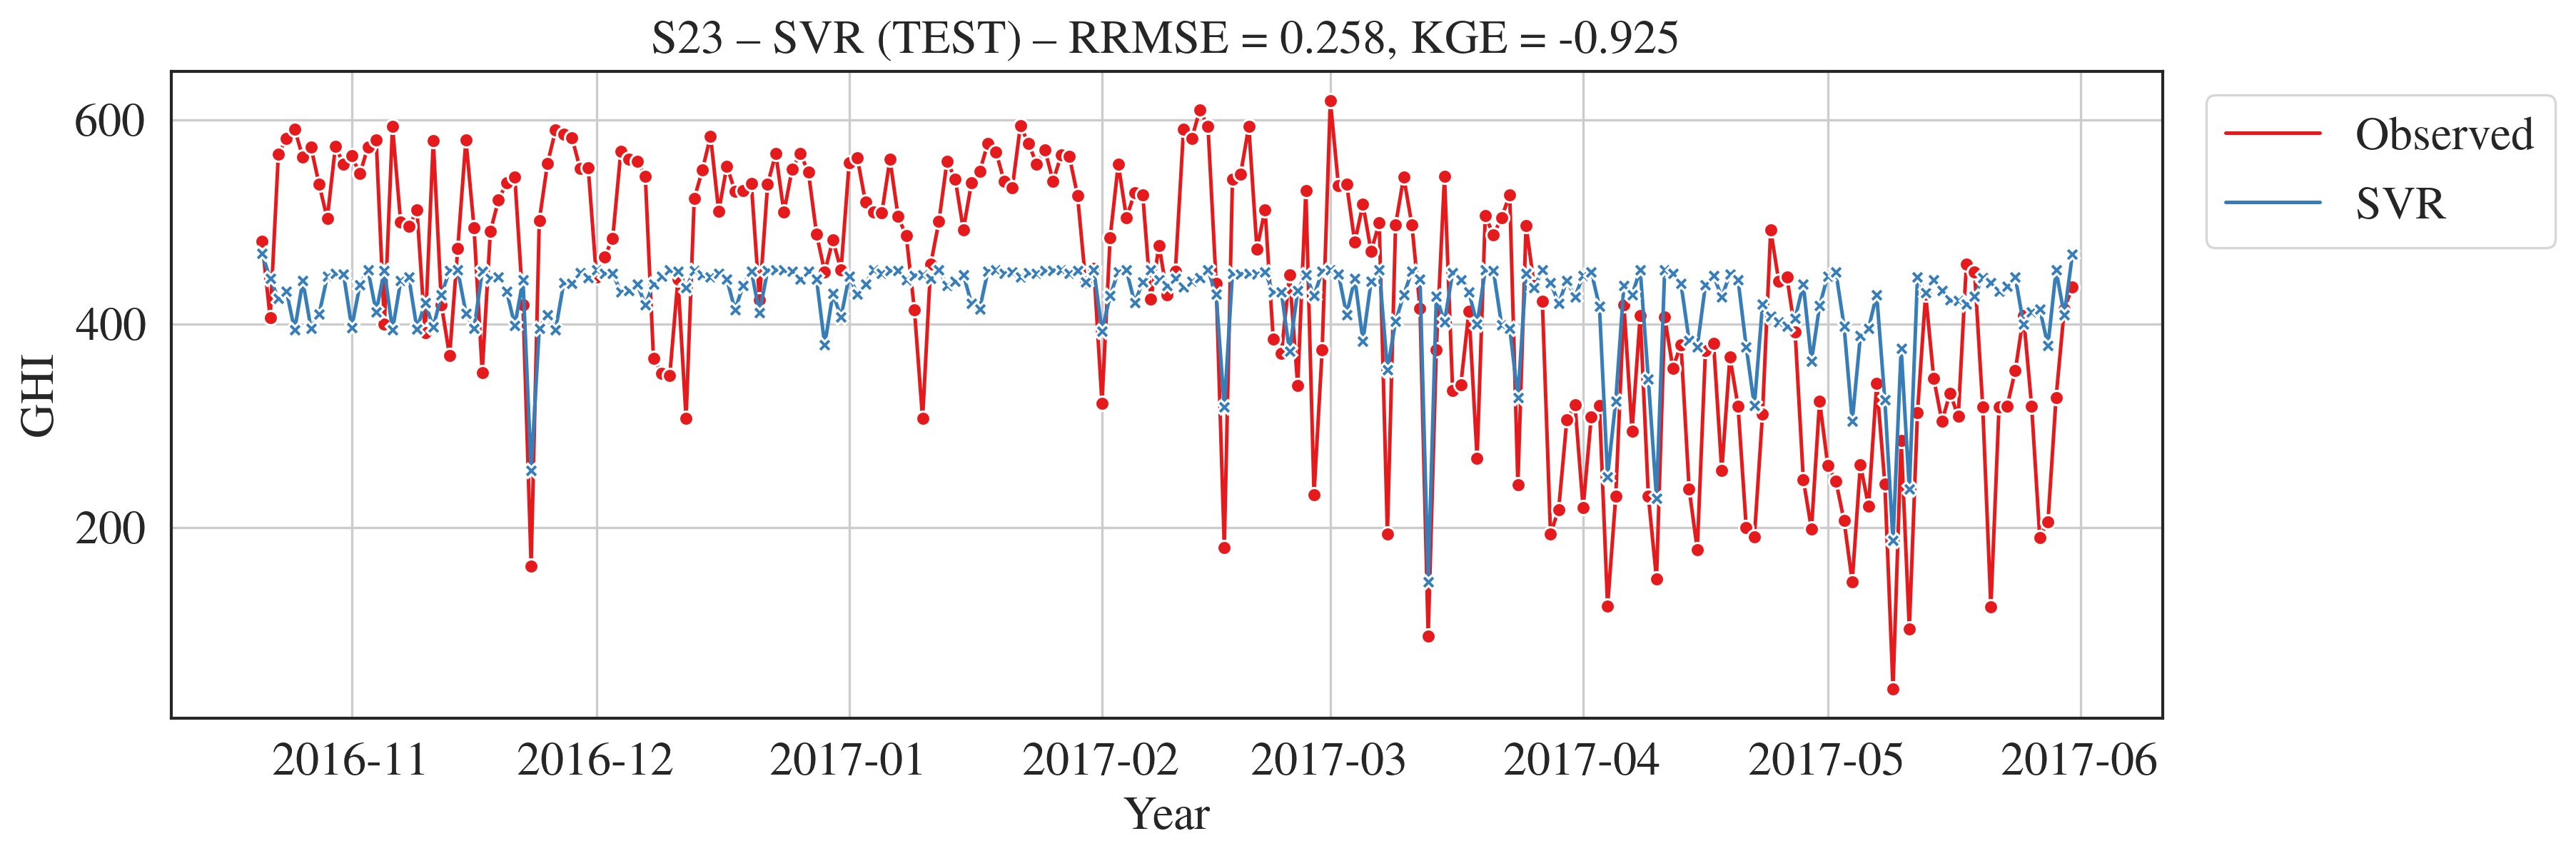 S23 – SVR (TEST) – RRMSE = 0.258, KGE = -0.925
Observed
SVR
600
400
200
GHI
2016-11
2016-12
2017-01
2017-02
2017-03
2017-04
2017-05
2017-06
Year